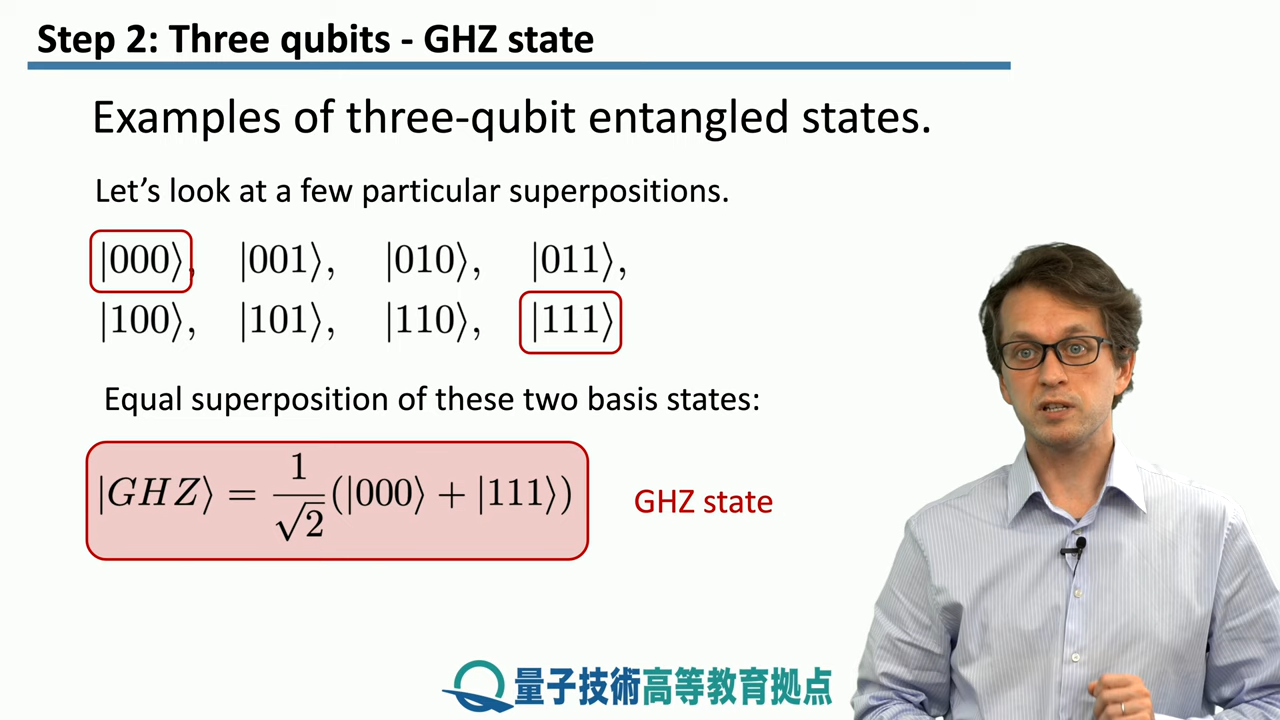 Step 2: Three qubits - GHZ state
Examples of three-qubit entangled states.
Let's look at a few particular superpositions.
|000⟩, |001⟩, |010⟩, |011⟩,
|100⟩, |101⟩, |110⟩, |111⟩
Equal superposition of these two basis states:
|GHZ⟩ = 1/√2 (|000⟩ + |111⟩)
GHZ state
量子技術高等教育拠点